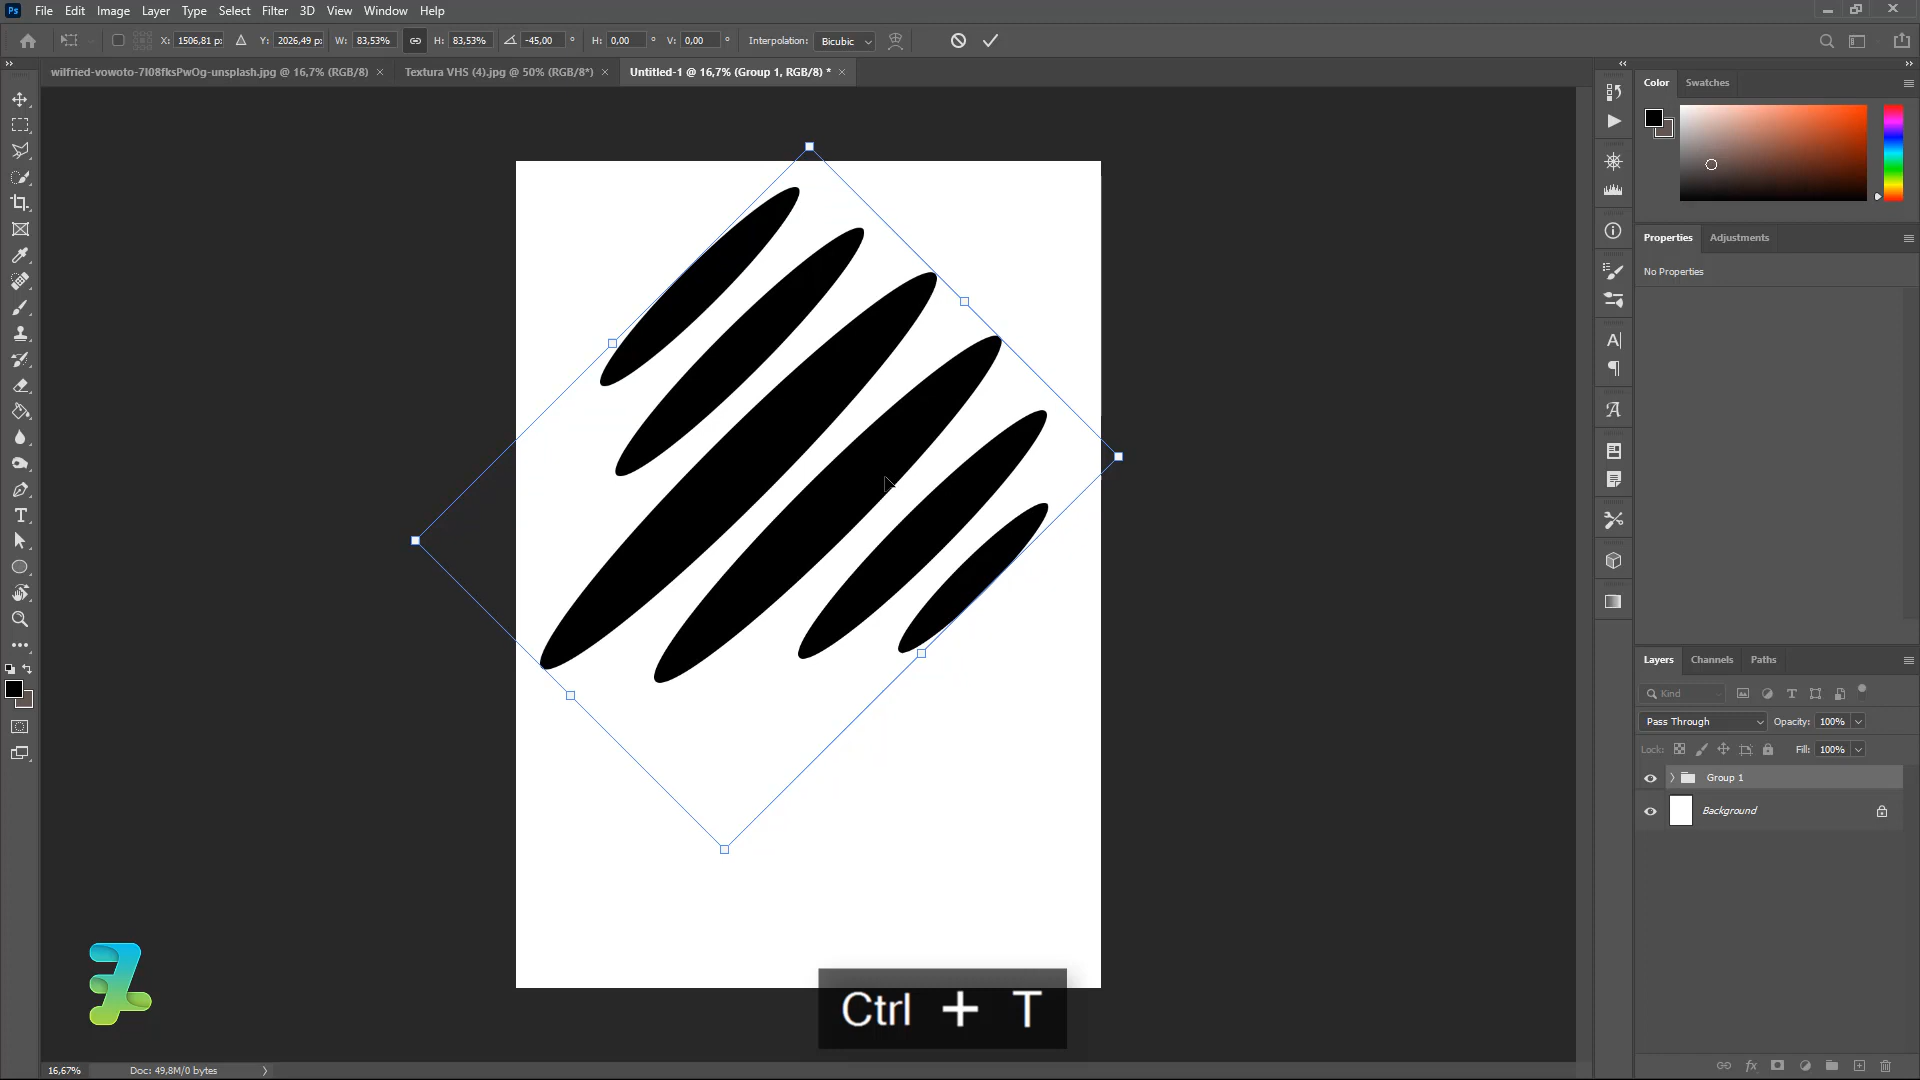 Ps File Edit Image Layer Type Select Filter 3D View Window Help
X: 1506,81 p: Y: 2026,49 p: W: 83,53% H: 83,53% -45,00 ° H: 0,00 ° V: 0,00 ° Interpolation: Bicubic
wilfried-vowoto-7I08fksPwOg-unsplash.jpg @ 16,7% (RGB/8) × Textura VHS (4).jpg @ 50% (RGB/8*) × Untitled-1 @ 16,7% (Group 1, RGB/8) * ×
Color Swatches
Properties Adjustments
No Properties
Layers Channels Paths
Kind
Pass Through Opacity: 100%
Lock: Fill: 100%
Group 1
Background
Ctrl + T
16,67% Doc: 49,8M/0 bytes